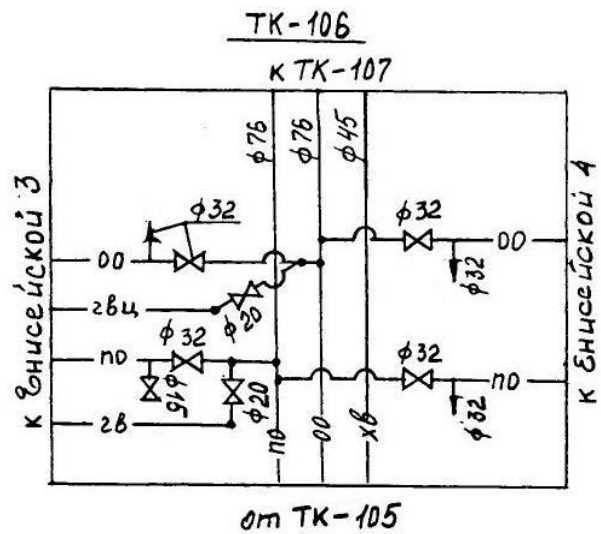 ТК-106
к ТК-107
ф76 ф76 ф45
к Енисейской 3
ф32
ф32
оо
оо
ф32
гвц
ф20
ф32
ф32
по
по
ф15
ф20
ф32
гв
по
оо
хв
к Енисейской 4
от ТК-105